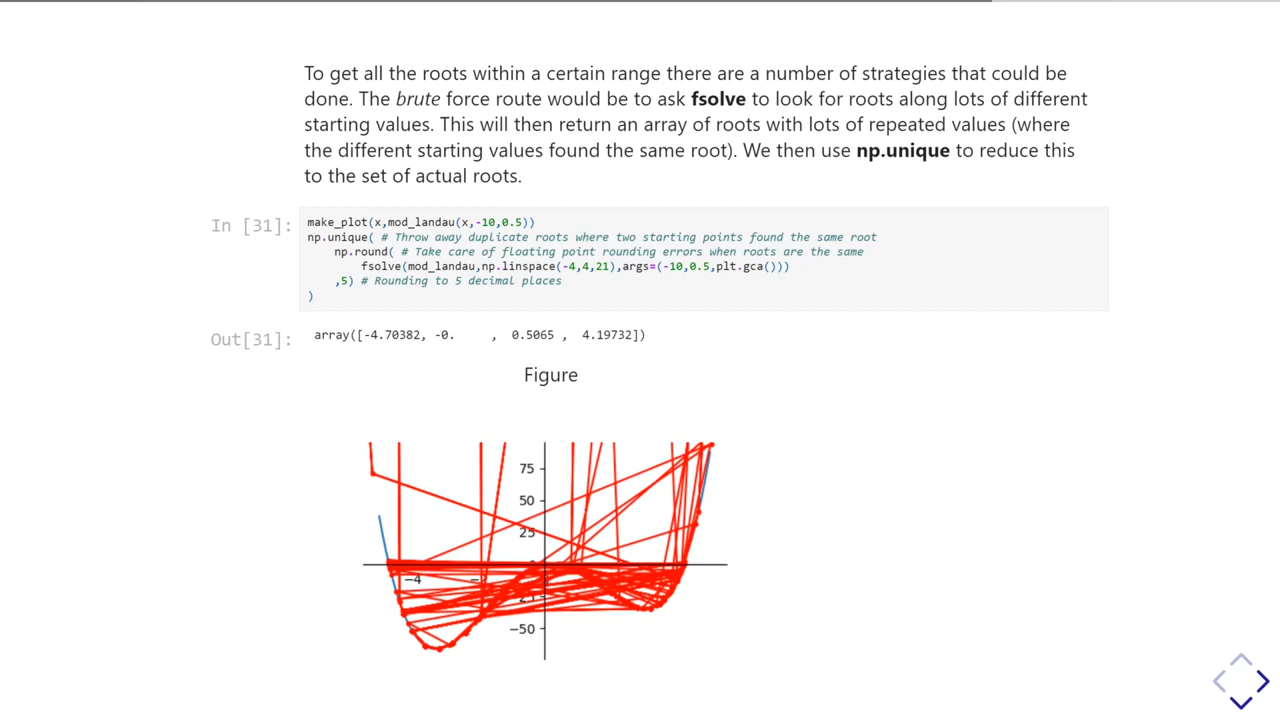 To get all the roots within a certain range there are a number of strategies that could be
done. The brute force route would be to ask fsolve to look for roots along lots of different
starting values. This will then return an array of roots with lots of repeated values (where
the different starting values found the same root). We then use np.unique to reduce this
to the set of actual roots.
In [31]:
make_plot(x,mod_landau(x,-10,0.5))
np.unique( # Throw away duplicate roots where two starting points found the same root
    np.round( # Take care of floating point rounding errors when roots are the same
        fsolve(mod_landau,np.linspace(-4,4,21),args=(-10,0.5,plt.gca()))
    ,5) # Rounding to 5 decimal places
)
Out[31]:
array([-4.70382, -0.     ,  0.5065 ,  4.19732])
Figure
75
50
25
−4
−50